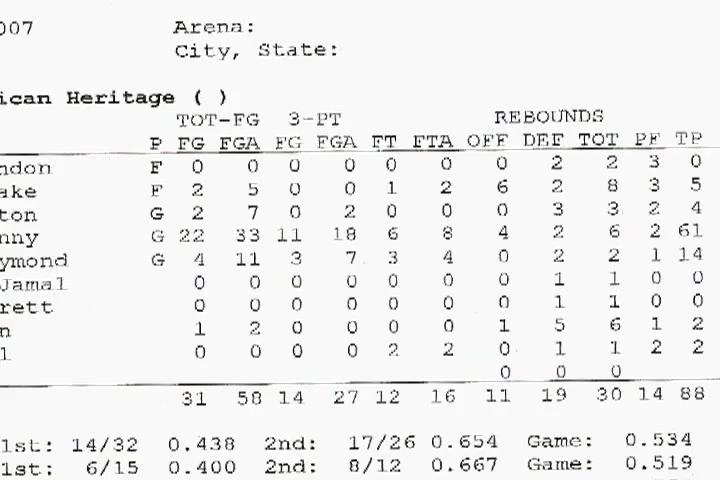 007 Arena:
City, State:
ican Heritage ( )
TOT-FG 3-PT REBOUNDS
P FG FGA FG FGA FT FTA OFF DEF TOT PF TP
ndon F 0 0 0 0 0 0 0 2 2 3 0
ake F 2 5 0 0 1 2 6 2 8 3 5
ton G 2 7 0 2 0 0 0 3 3 2 4
nny G 22 33 11 18 6 8 4 2 6 2 61
ymond G 4 11 3 7 3 4 0 2 2 1 14
Jamal 0 0 0 0 0 0 0 1 1 0 0
rett 0 0 0 0 0 0 0 1 1 0 0
n 1 2 0 0 0 0 1 5 6 1 2
l 0 0 0 0 2 2 0 1 1 2 2
0 0 0
31 58 14 27 12 16 11 19 30 14 88
1st: 14/32 0.438 2nd: 17/26 0.654 Game: 0.534
1st: 6/15 0.400 2nd: 8/12 0.667 Game: 0.519